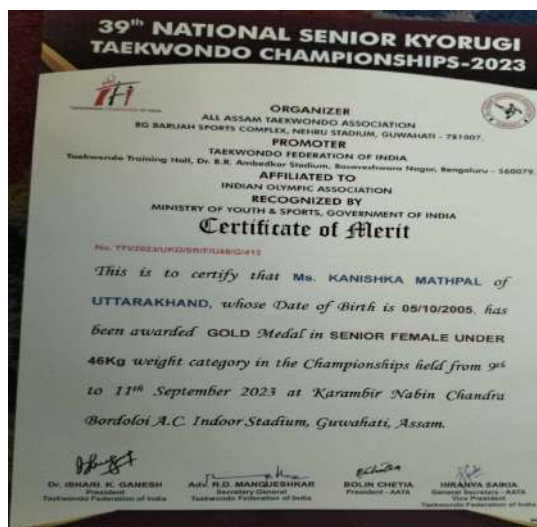 39th NATIONAL SENIOR KYORUGI
TAEKWONDO CHAMPIONSHIPS-2023
ORGANIZER
ALL ASSAM TAEKWONDO ASSOCIATION
RG BARUAH SPORTS COMPLEX, NEHRU STADIUM, GUWAHATI - 781007.
PROMOTER
TAEKWONDO FEDERATION OF INDIA
Taekwondo Training Hall, Dr. B.R. Ambedkar Stadium, Basaveshwara Nagar, Bengaluru - 560079.
AFFILIATED TO
INDIAN OLYMPIC ASSOCIATION
RECOGNIZED BY
MINISTRY OF YOUTH & SPORTS, GOVERNMENT OF INDIA
Certificate of Merit
This is to certify that Ms. KANISHKA MATHPAL of
UTTARAKHAND, whose Date of Birth is 05/10/2005, has
been awarded GOLD Medal in SENIOR FEMALE UNDER
46Kg weight category in the Championships held from 9th
to 11th September 2023 at Karambir Nabin Chandra
Bordoloi A.C. Indoor Stadium, Guwahati, Assam.
Dr. ISHARI. K. GANESH
President
Taekwondo Federation of India
Adv. R.D. MANGUESHKAR
Secretary General
Taekwondo Federation of India
BOLIN CHETIA
President - AATA
HIRANYA SAIKIA
General Secretary - AATA
Vice President
Taekwondo Federation of India